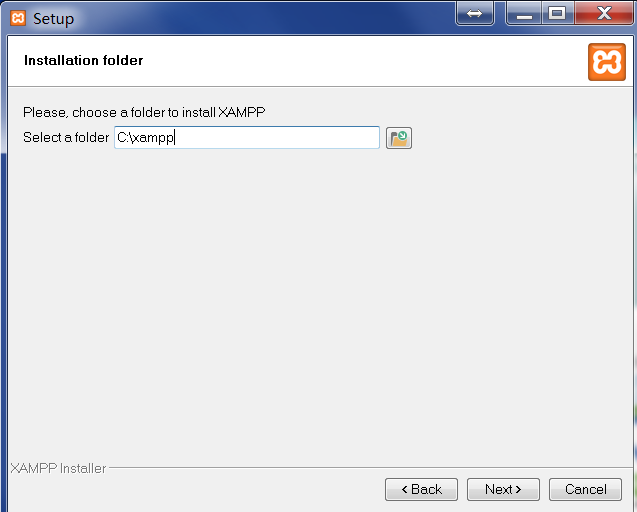 Setup
Installation folder
Please, choose a folder to install XAMPP
Select a folder C:\xampp
XAMPP Installer
< Back Next > Cancel